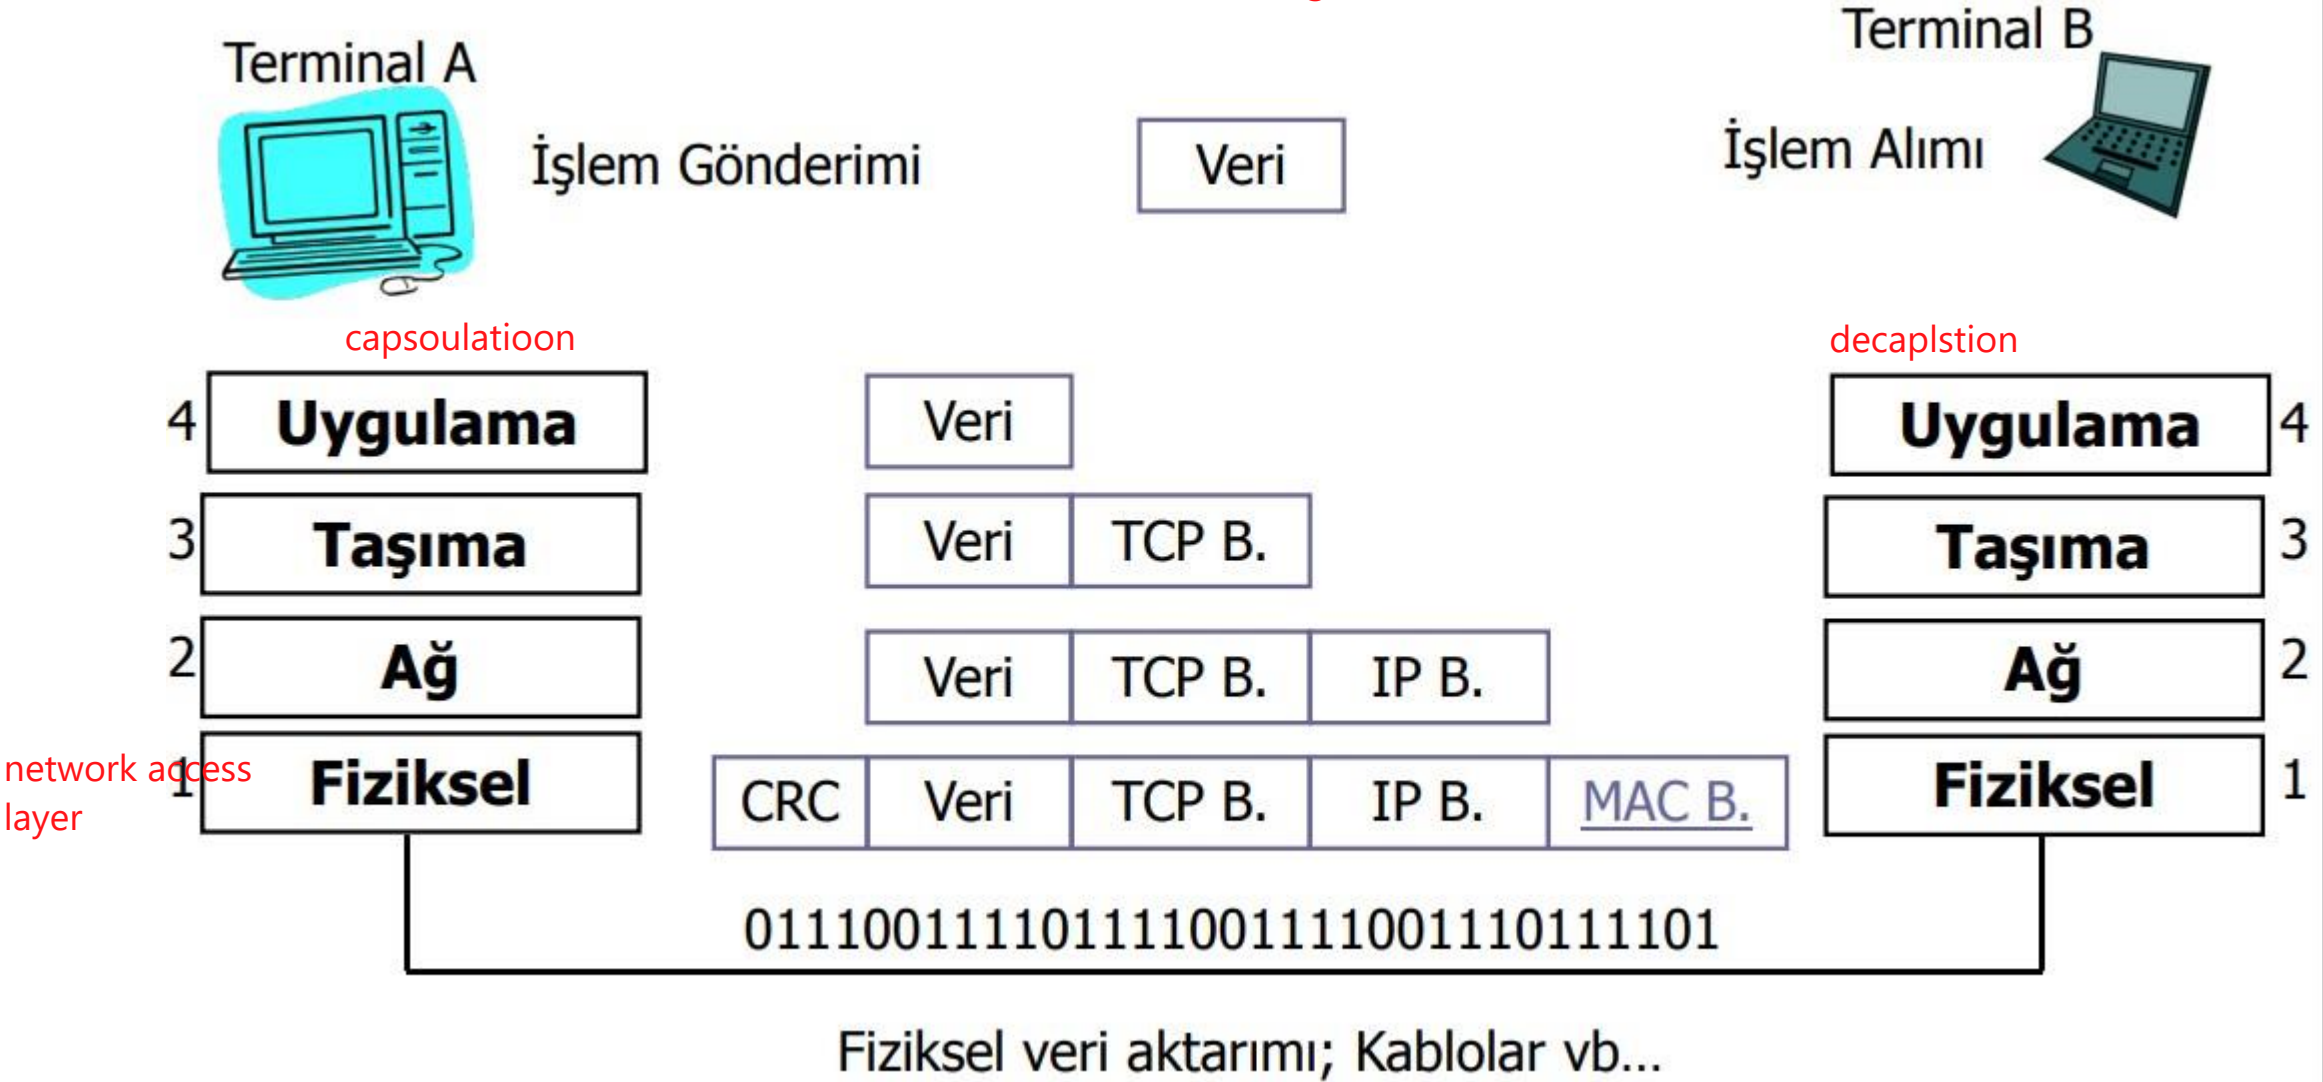 Terminal A
Terminal B
İşlem Gönderimi
Veri
İşlem Alımı
capsoulatioon
decaplstion
4 Uygulama
Veri
Uygulama 4
3 Taşıma
Veri TCP B.
Taşıma 3
2 Ağ
Veri TCP B. IP B.
Ağ 2
network access
layer
1 Fiziksel
CRC Veri TCP B. IP B. MAC B.
Fiziksel 1
011100111101111001111001110111101
Fiziksel veri aktarımı; Kablolar vb...